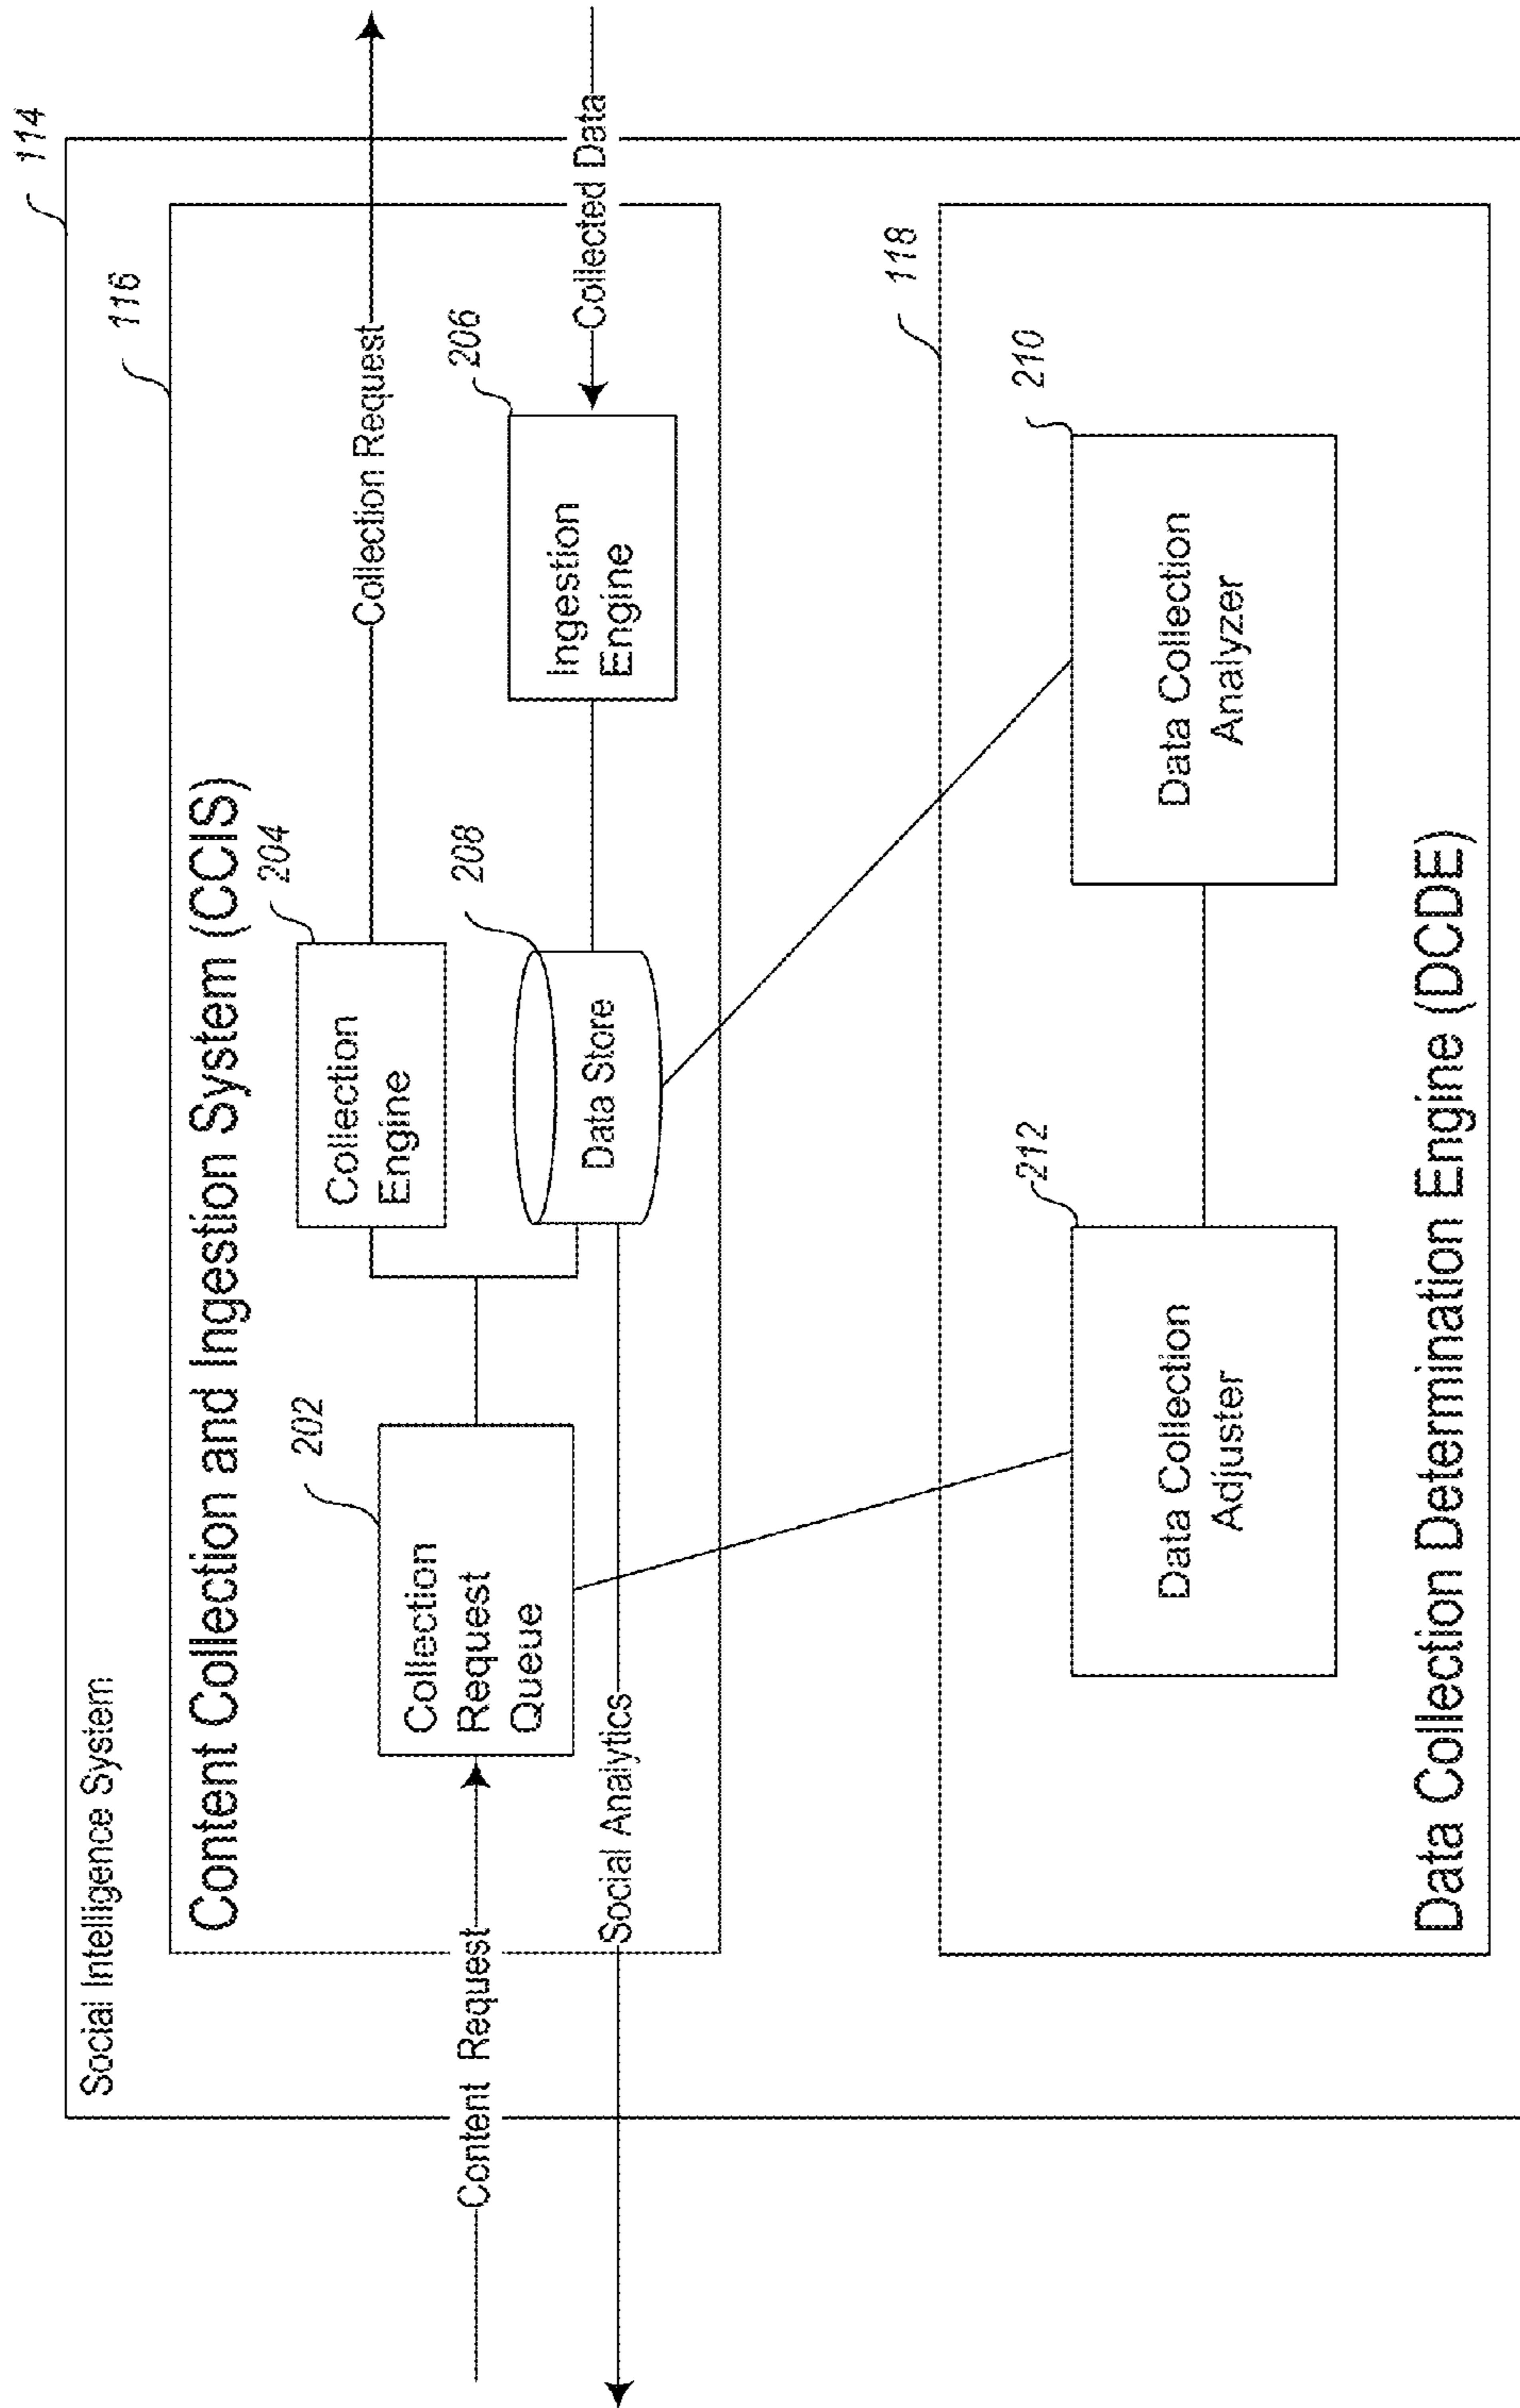 114
Social Intelligence System
116
Content Collection and Ingestion System (CCIS)
204
Collection
Engine
Collection Request
202
Collection
Request
Queue
Content Request
208
Data Store
206
Ingestion
Engine
Collected Data
Social Analytics
118
212
Data Collection
Adjuster
210
Data Collection
Analyzer
Data Collection Determination Engine (DCDE)